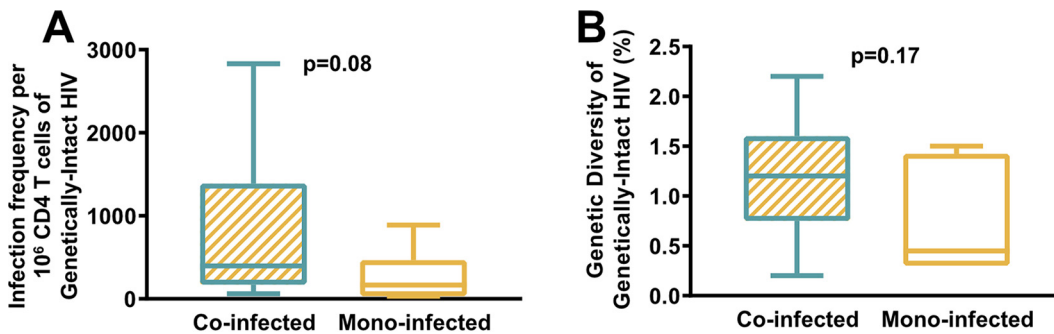 A
Infection frequency per
10⁶ CD4 T cells of
Genetically-Intact HIV
3000
2000
1000
0
p=0.08
Co-infected
Mono-infected
B
Genetic Diversity of
Genetically-Intact HIV (%)
2.5
2.0
1.5
1.0
0.5
0.0
p=0.17
Co-infected
Mono-infected